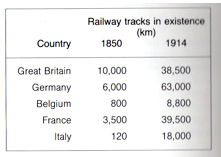 Railway tracks in existence
(km)
Country 1850 1914
Great Britain 10,000 38,500
Germany 6,000 63,000
Belgium 800 8,800
France 3,500 39,500
Italy 120 18,000